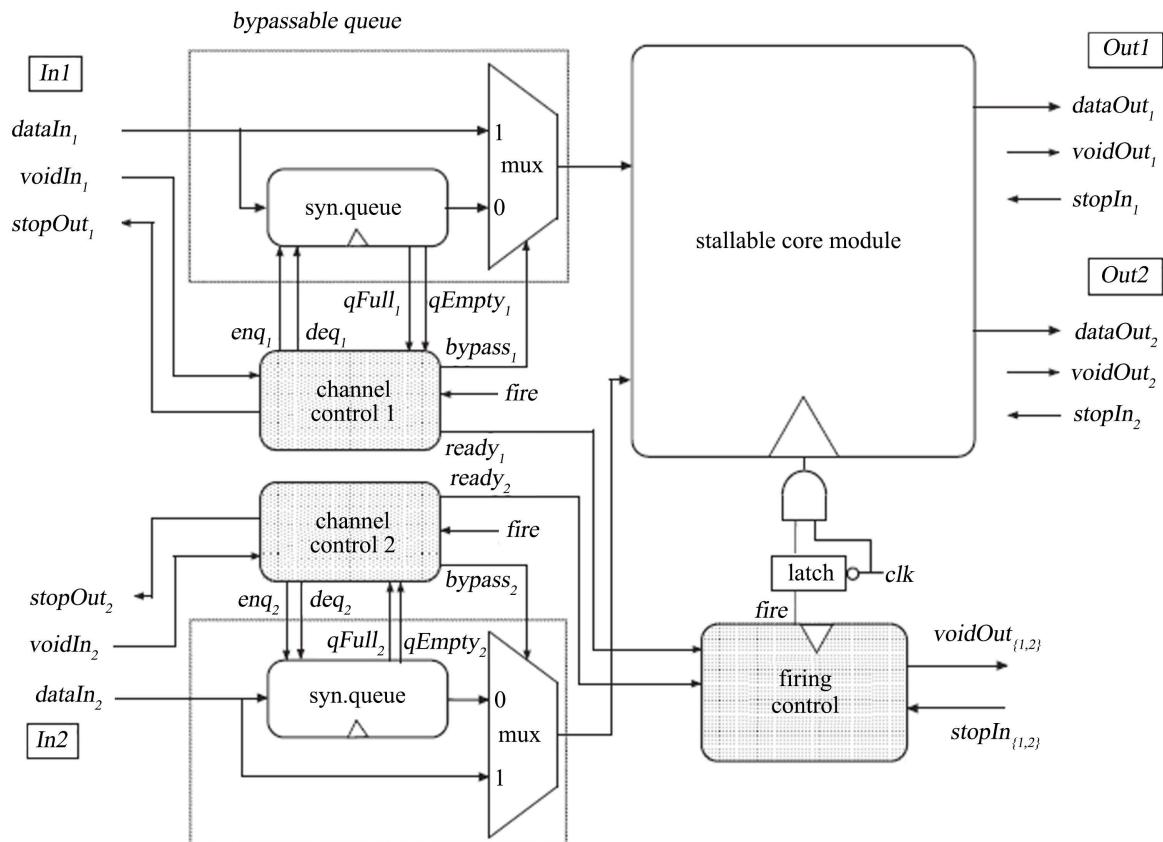 bypassable queue
In1
dataIn1
voidIn1
stopOut1
1
mux
0
syn.queue
qFull1
qEmpty1
enq1
deq1
bypass1
channel
control 1
fire
ready1
ready2
channel
control 2
fire
bypass2
stopOut2
enq2
deq2
qFull2
qEmpty2
voidIn2
dataIn2
In2
syn.queue
0
mux
1
stallable core module
Out1
dataOut1
voidOut1
stopIn1
Out2
dataOut2
voidOut2
stopIn2
latch
clk
fire
firing
control
voidOut{1,2}
stopIn{1,2}